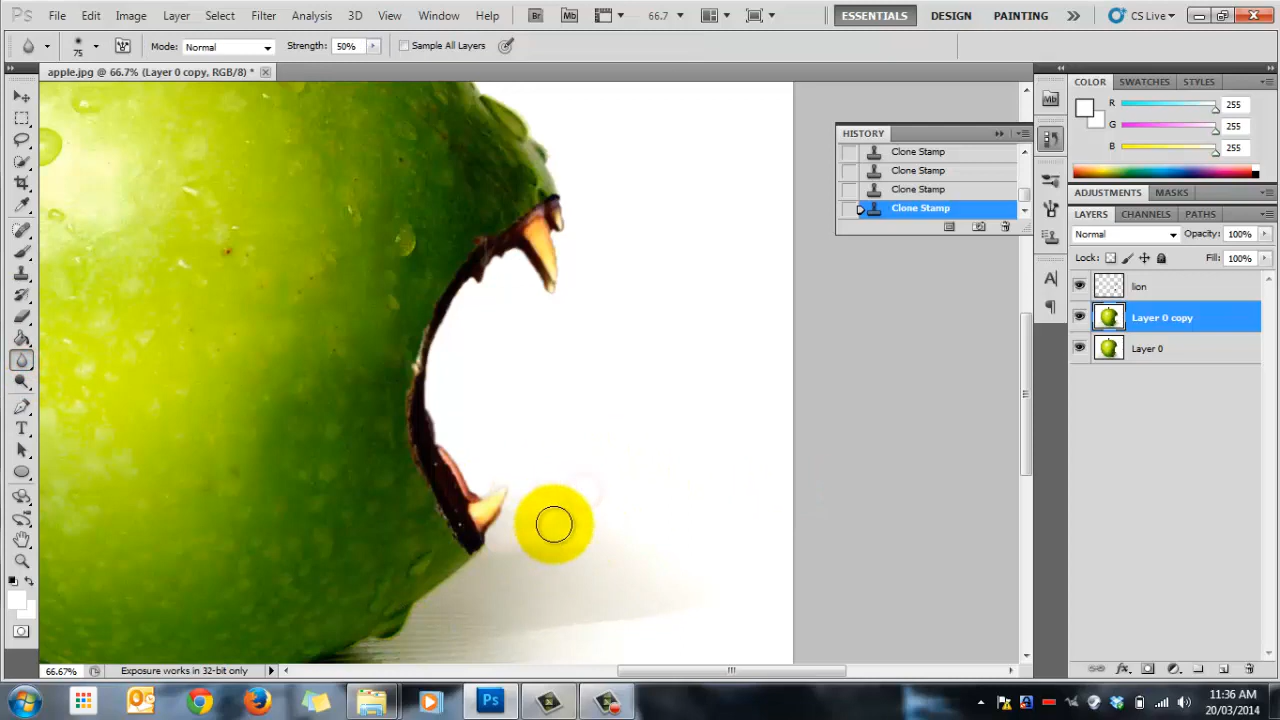 Ps File Edit Image Layer Select Filter Analysis 3D View Window Help Br Mb 66.7 ESSENTIALS DESIGN PAINTING CS Live
75 Mode: Normal Strength: 50% Sample All Layers
apple.jpg @ 66.7% (Layer 0 copy, RGB/8) *
COLOR SWATCHES STYLES
R 255
G 255
B 255
HISTORY
Clone Stamp
Clone Stamp
Clone Stamp
Clone Stamp
ADJUSTMENTS MASKS
LAYERS CHANNELS PATHS
Normal Opacity: 100%
Lock: Fill: 100%
lion
Layer 0 copy
Layer 0
66.67% Exposure works in 32-bit only
11:36 AM
20/03/2014